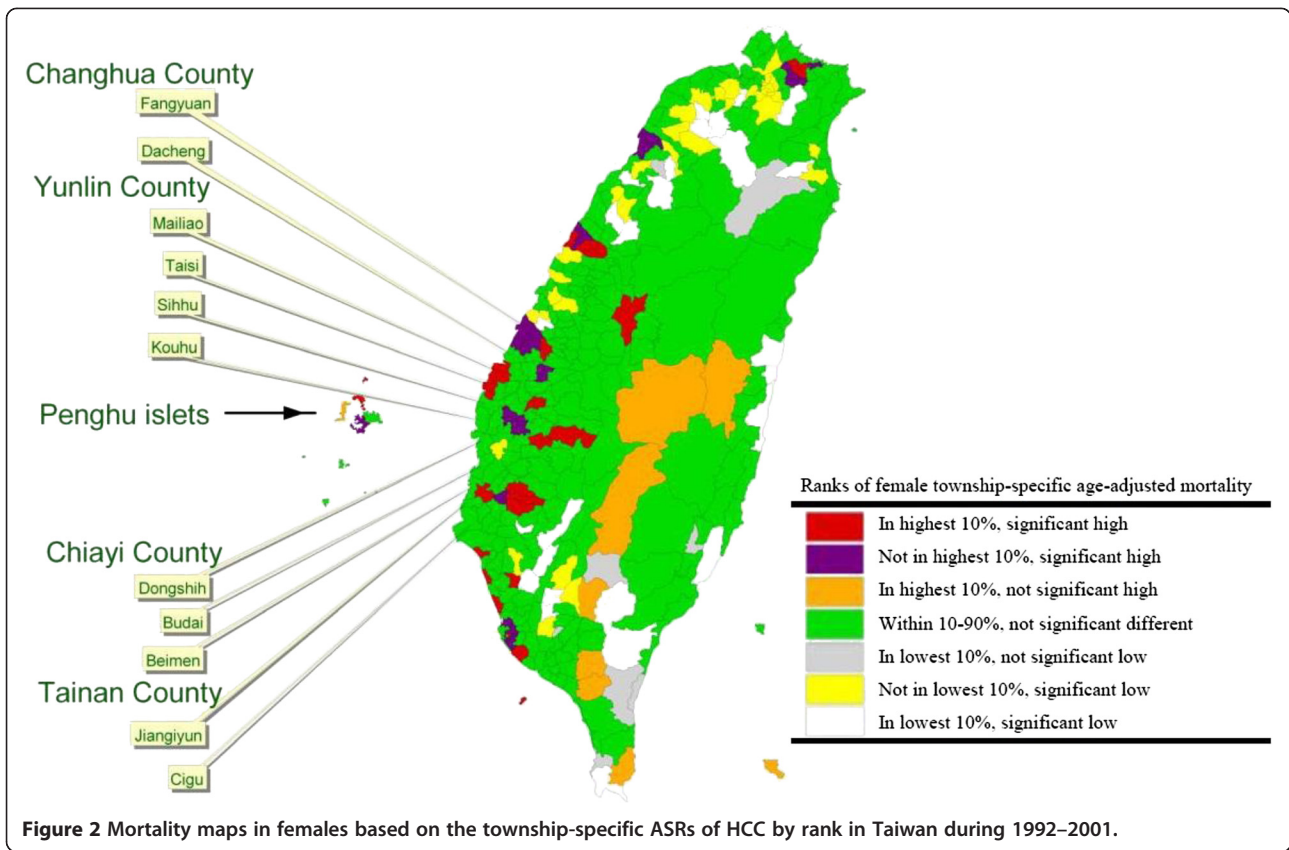 Changhua County
Fangyuan
Dacheng
Yunlin County
Mailiao
Taisi
Sihhu
Kouhu
Penghu islets
Chiayi County
Dongshih
Budai
Beimen
Tainan County
Jiangiyun
Cigu
Ranks of female township-specific age-adjusted mortality
In highest 10%, significant high
Not in highest 10%, significant high
In highest 10%, not significant high
Within 10-90%, not significant different
In lowest 10%, not significant low
Not in lowest 10%, significant low
In lowest 10%, significant low
Figure 2 Mortality maps in females based on the township-specific ASRs of HCC by rank in Taiwan during 1992–2001.